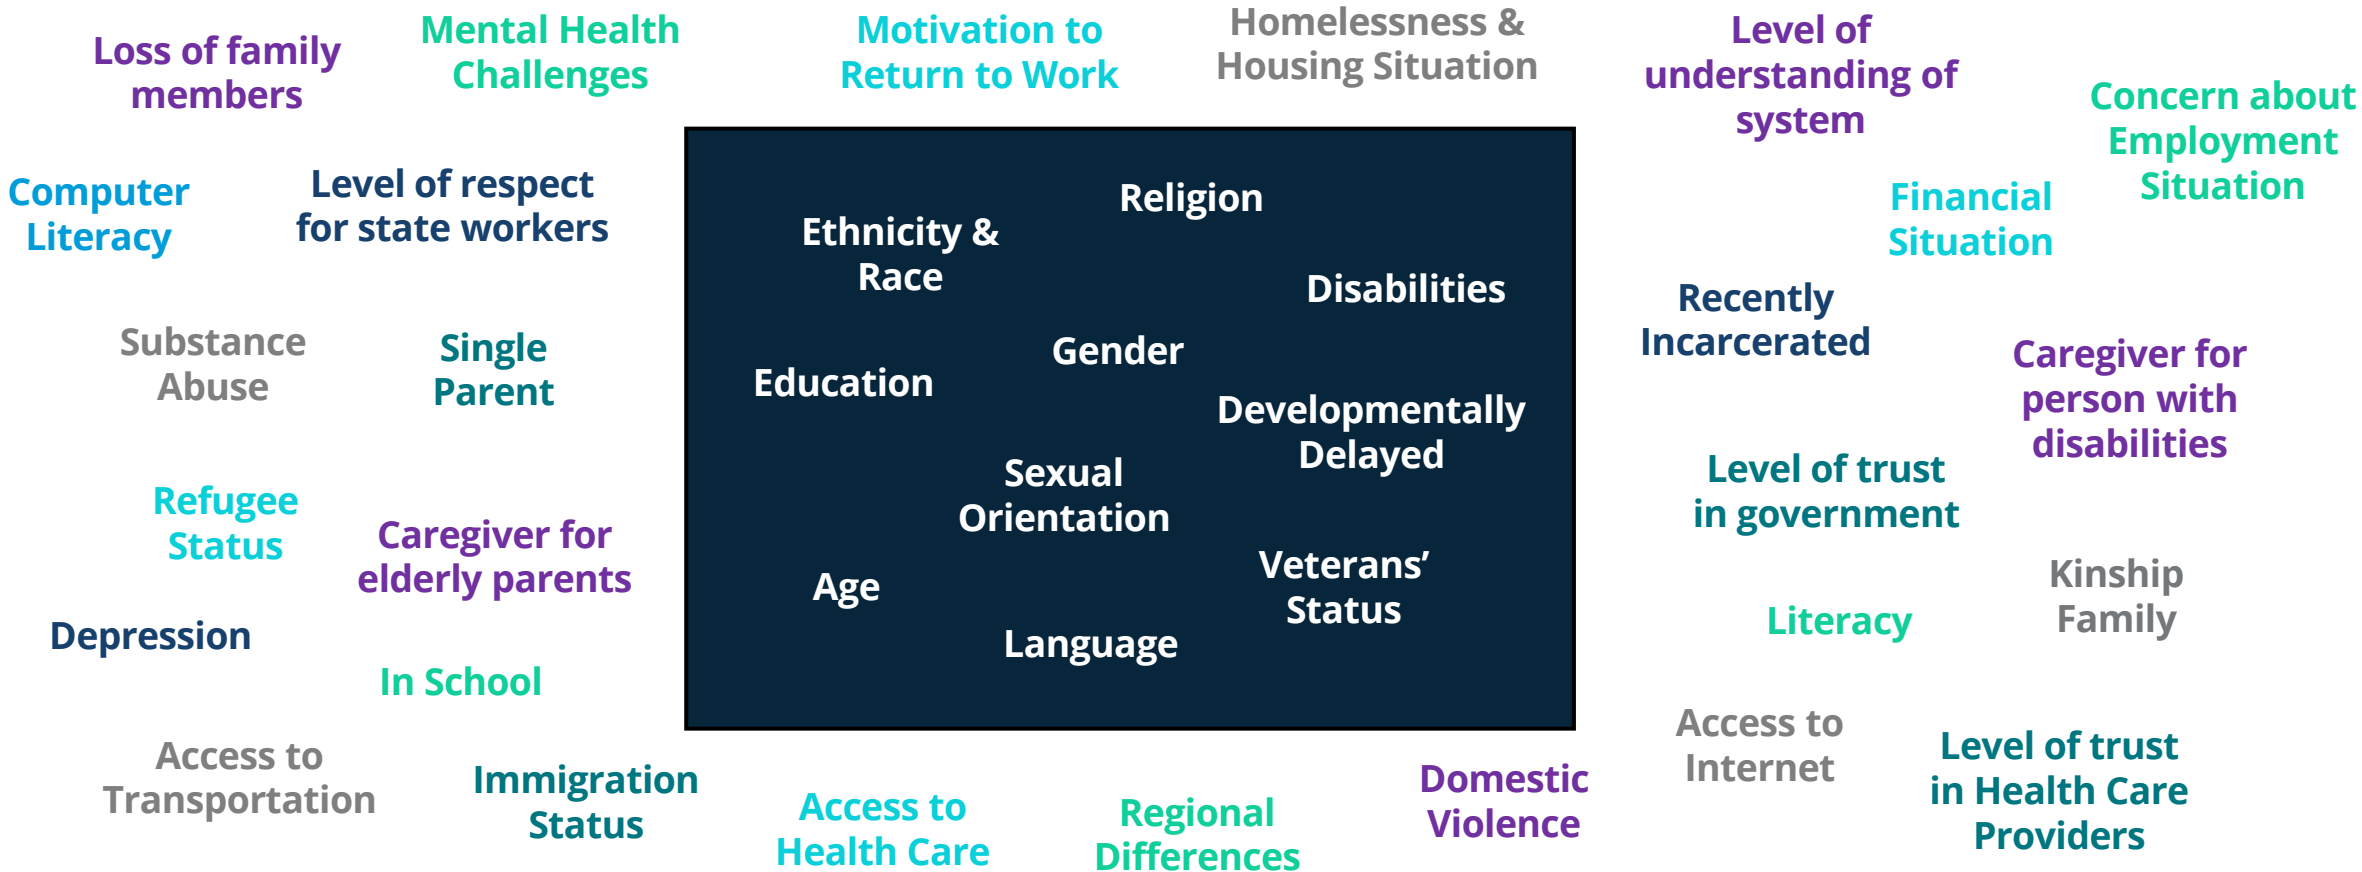 Loss of family
members
Mental Health
Challenges
Motivation to
Return to Work
Homelessness &
Housing Situation
Level of
understanding of
system
Concern about
Employment
Situation
Computer
Literacy
Level of respect
for state workers
Religion
Ethnicity &
Race
Disabilities
Financial
Situation
Recently
Incarcerated
Substance
Abuse
Single
Parent
Gender
Education
Developmentally
Delayed
Caregiver for
person with
disabilities
Sexual
Orientation
Level of trust
in government
Refugee
Status
Caregiver for
elderly parents
Age
Veterans’
Status
Kinship
Family
Literacy
Depression
Language
In School
Access to
Transportation
Immigration
Status
Access to
Health Care
Regional
Differences
Domestic
Violence
Access to
Internet
Level of trust
in Health Care
Providers